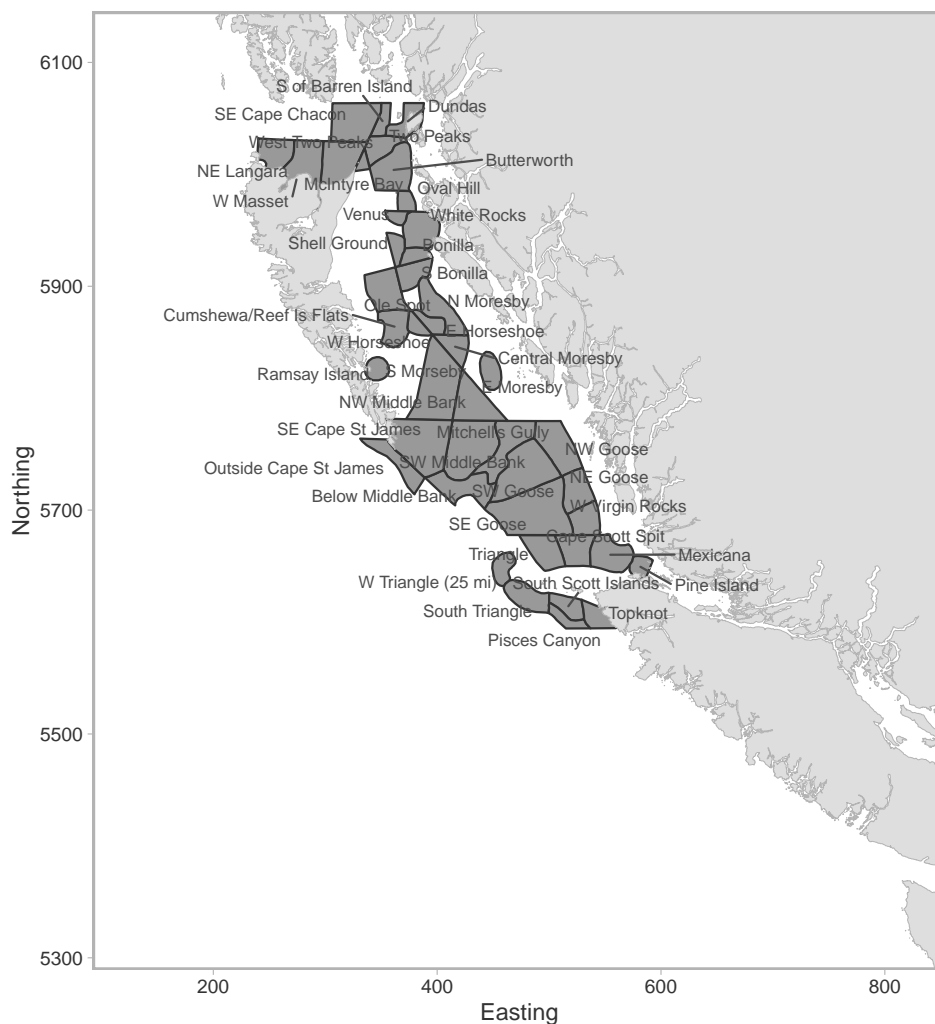 6100
S of Barren Island
SE Cape Chacon
Dundas
West Two Peaks
Two Peaks
Butterworth
NE Langara
McIntyre Bay
Oval Hill
W Masset
Venus
White Rocks
Shell Ground
Bonilla
5900
S Bonilla
Ole Spot
N Moresby
Cumshewa/Reef Is Flats
E Horseshoe
W Horseshoe
Central Moresby
Ramsay Island
S Morseby
E Moresby
NW Middle Bank
SE Cape St James
Mitchell's Gully
NW Goose
Outside Cape St James
SW Middle Bank
NE Goose
Below Middle Bank
SW Goose
W Virgin Rocks
5700
SE Goose
Cape Scott Spit
Triangle
Mexicana
W Triangle (25 mi)
South Scott Islands
Pine Island
South Triangle
Topknot
Pisces Canyon
5500
5300
200
400
600
800
Easting
Northing